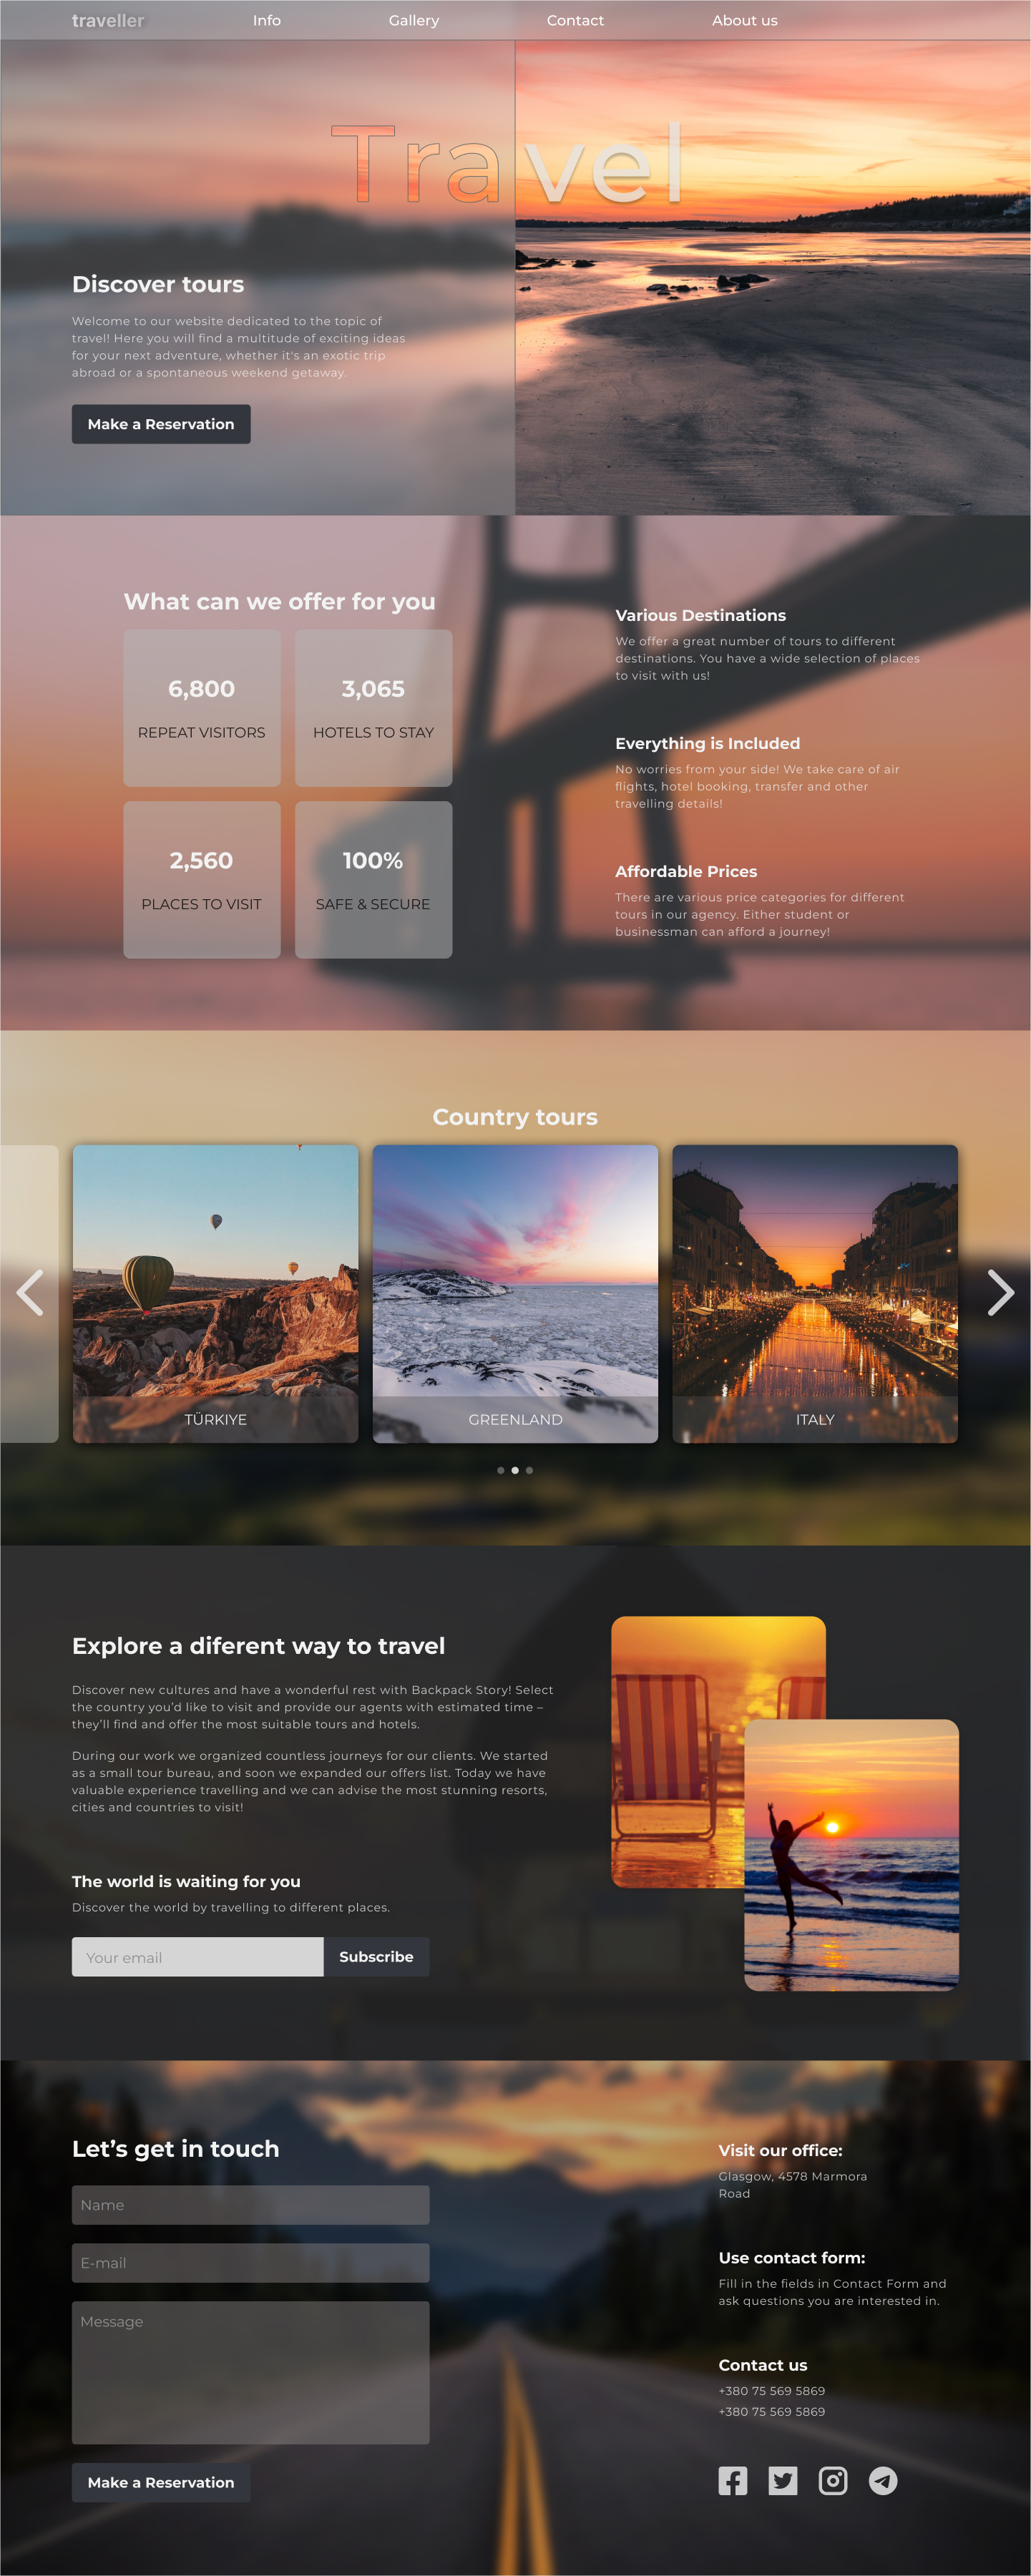 traveller
Info
Gallery
Contact
About us
Travel
Discover tours
Welcome to our website dedicated to the topic of
travel! Here you will find a multitude of exciting ideas
for your next adventure, whether it's an exotic trip
abroad or a spontaneous weekend getaway.
Make a Reservation
What can we offer for you
6,800
REPEAT VISITORS
3,065
HOTELS TO STAY
2,560
PLACES TO VISIT
100%
SAFE & SECURE
Various Destinations
We offer a great number of tours to different
destinations. You have a wide selection of places
to visit with us!
Everything is Included
No worries from your side! We take care of air
flights, hotel booking, transfer and other
travelling details!
Affordable Prices
There are various price categories for different
tours in our agency. Either student or
businessman can afford a journey!
Country tours
TÜRKIYE
GREENLAND
ITALY
Explore a diferent way to travel
Discover new cultures and have a wonderful rest with Backpack Story! Select
the country you’d like to visit and provide our agents with estimated time –
they’ll find and offer the most suitable tours and hotels.
During our work we organized countless journeys for our clients. We started
as a small tour bureau, and soon we expanded our offers list. Today we have
valuable experience travelling and we can advise the most stunning resorts,
cities and countries to visit!
The world is waiting for you
Discover the world by travelling to different places.
Your email
Subscribe
Let’s get in touch
Name
E-mail
Message
Make a Reservation
Visit our office:
Glasgow, 4578 Marmora
Road
Use contact form:
Fill in the fields in Contact Form and
ask questions you are interested in.
Contact us
+380 75 569 5869
+380 75 569 5869